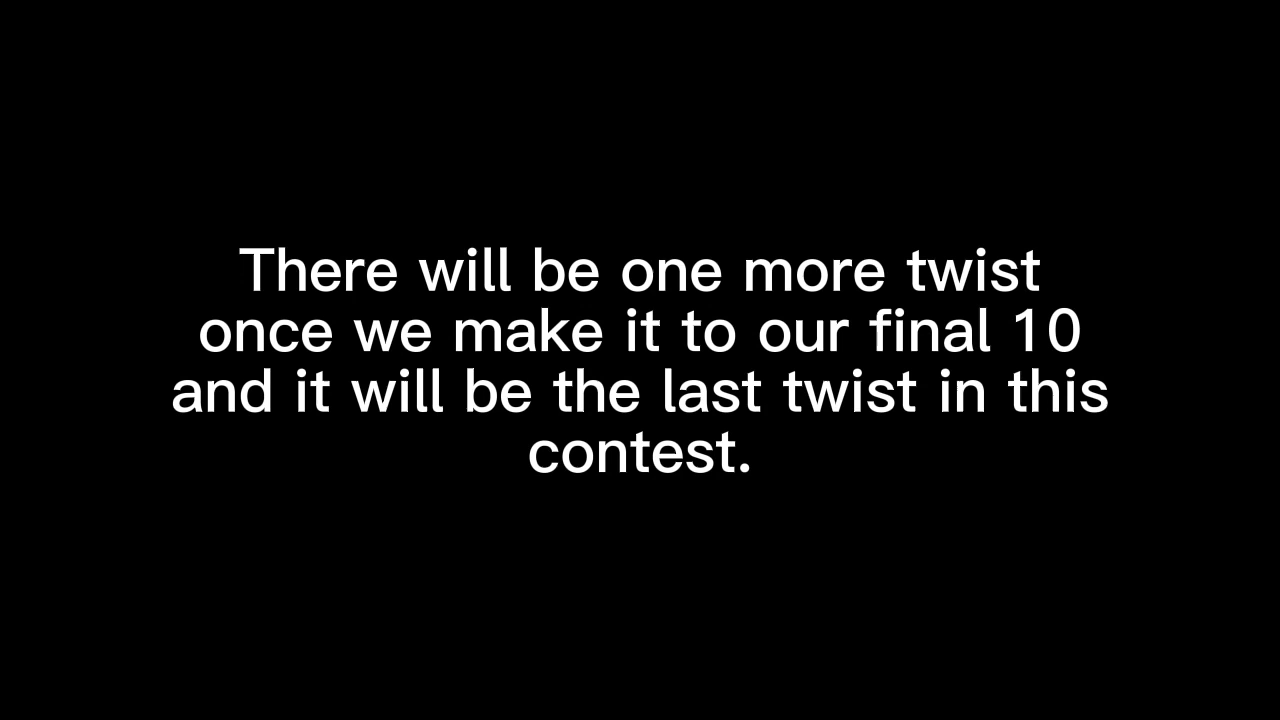 There will be one more twist
once we make it to our final 10
and it will be the last twist in this
contest.